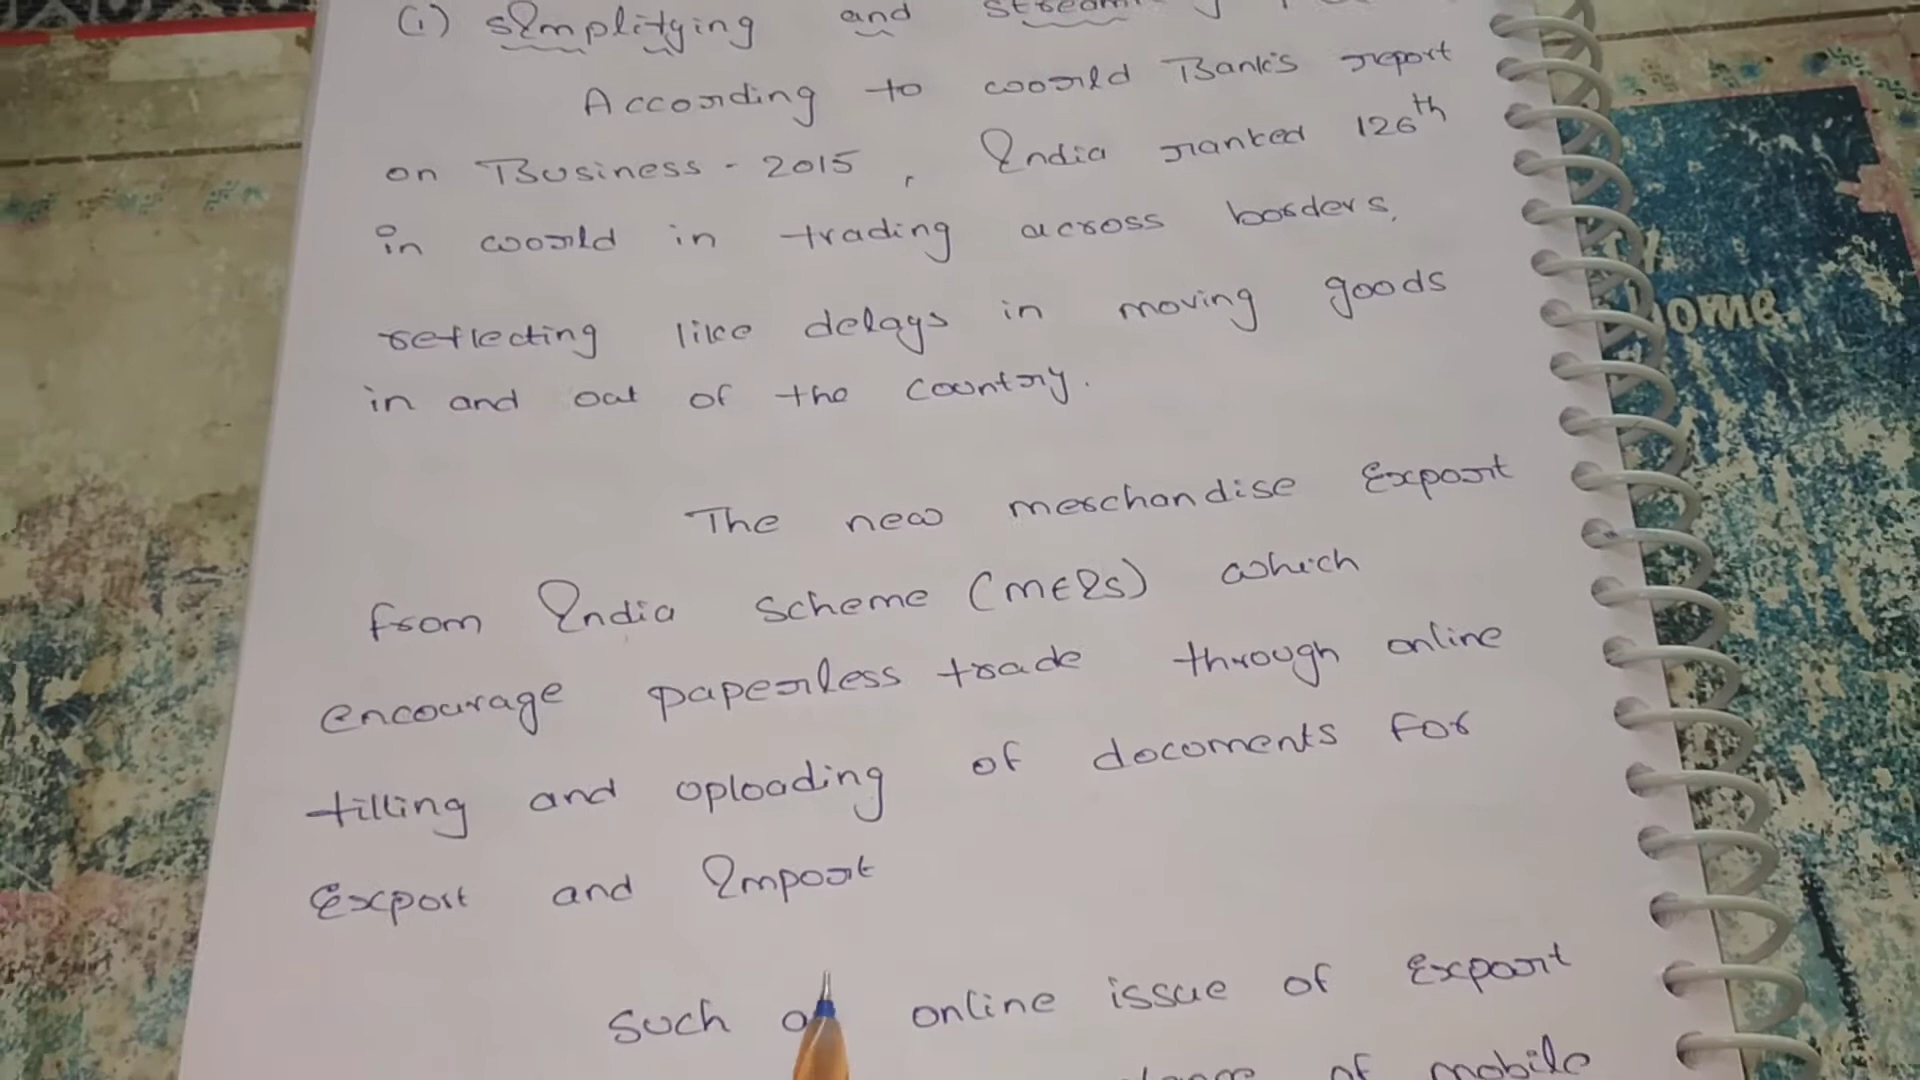 (i) simplifying and
According to world Bank's report
on Business - 2015, India ranked 126th
in world in trading across borders,
reflecting like delays in moving goods
in and out of the country.
The new merchandise Export
from India scheme (MEIS) which
encourage paperless trade through online
filling and uploading of documents for
Export and Import
such online issue of Export
of mobile
ome.